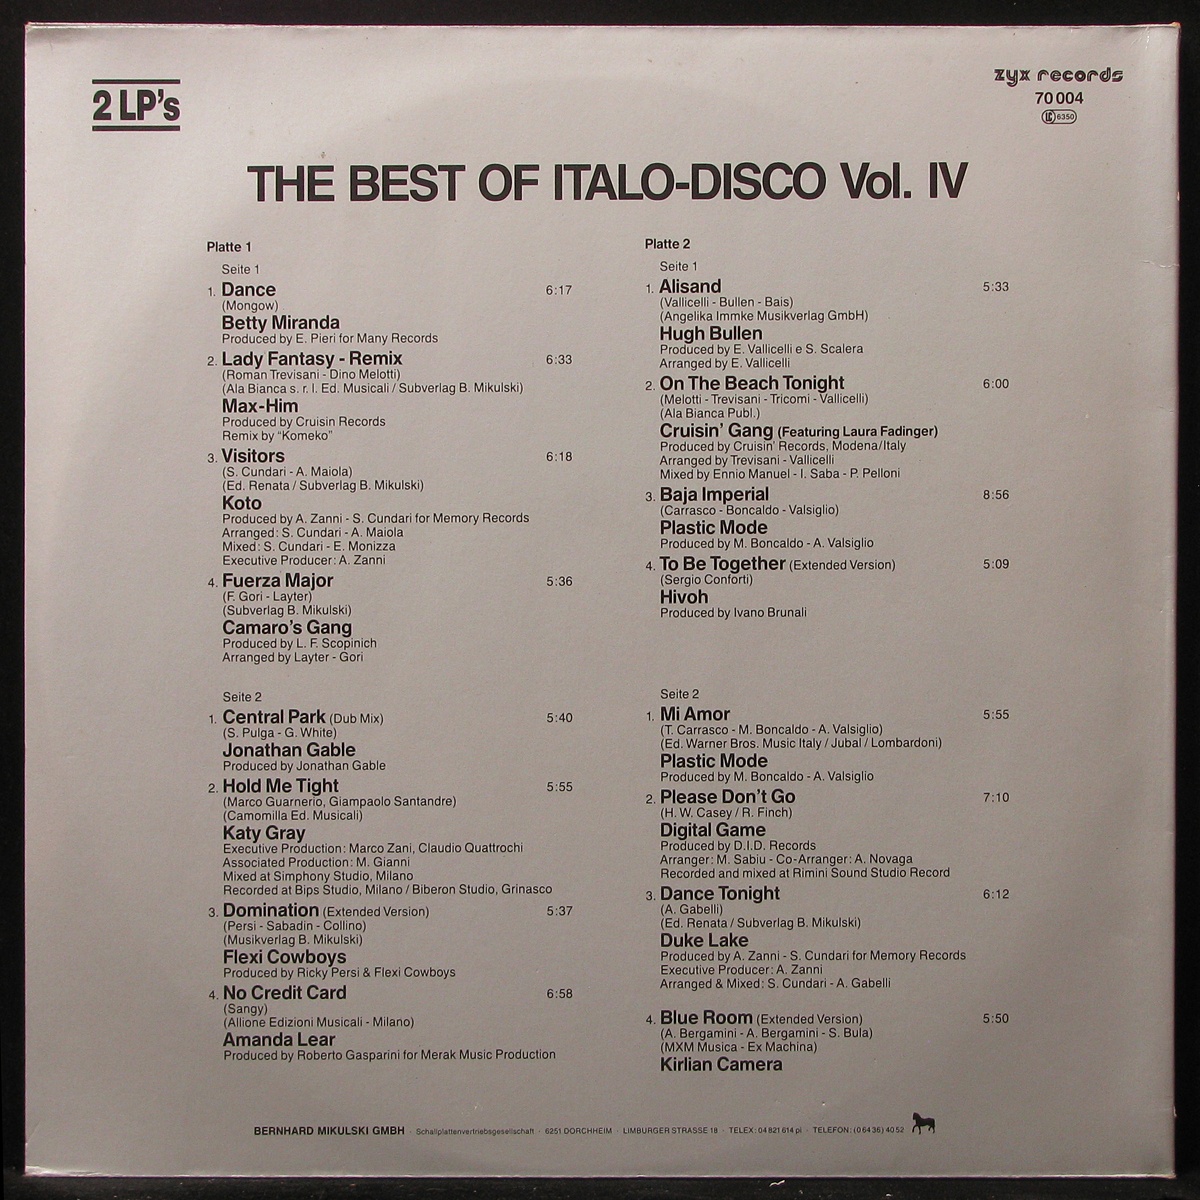 2 LP's
zyx records
70 004
LC 6350
THE BEST OF ITALO-DISCO Vol. IV
Platte 1
Seite 1
1. Dance 6:17
(Mongow)
Betty Miranda
Produced by E. Pieri for Many Records
2. Lady Fantasy - Remix 6:33
(Roman Trevisani - Dino Melotti)
(Ala Bianca s. r. l. Ed. Musicali / Subverlag B. Mikulski)
Max-Him
Produced by Cruisin Records
Remix by "Komeko"
3. Visitors 6:18
(S. Cundari - A. Maiola)
(Ed. Renata / Subverlag B. Mikulski)
Koto
Produced by A. Zanni - S. Cundari for Memory Records
Arranged: S. Cundari - A. Maiola
Mixed: S. Cundari - E. Monizza
Executive Producer: A. Zanni
4. Fuerza Major 5:36
(F. Gori - Layter)
(Subverlag B. Mikulski)
Camaro's Gang
Produced by L. F. Scopinich
Arranged by Layter - Gori
Seite 2
1. Central Park (Dub Mix) 5:40
(S. Pulga - G. White)
Jonathan Gable
Produced by Jonathan Gable
2. Hold Me Tight 5:55
(Marco Guarnerio, Giampaolo Santandre)
(Camomilla Ed. Musicali)
Katy Gray
Executive Production: Marco Zani, Claudio Quattrochi
Associated Production: M. Gianni
Mixed at Simphony Studio, Milano
Recorded at Bips Studio, Milano / Biberon Studio, Grinasco
3. Domination (Extended Version) 5:37
(Persi - Sabadin - Collino)
(Musikverlag B. Mikulski)
Flexi Cowboys
Produced by Ricky Persi & Flexi Cowboys
4. No Credit Card 6:58
(Sangy)
(Allione Edizioni Musicali - Milano)
Amanda Lear
Produced by Roberto Gasparini for Merak Music Production
Platte 2
Seite 1
1. Alisand 5:33
(Vallicelli - Bullen - Bais)
(Angelika Immke Musikverlag GmbH)
Hugh Bullen
Produced by E. Vallicelli e S. Scalera
Arranged by E. Vallicelli
2. On The Beach Tonight 6:00
(Melotti - Trevisani - Tricomi - Vallicelli)
(Ala Bianca Publ.)
Cruisin' Gang (Featuring Laura Fadinger)
Produced by Cruisin' Records, Modena/Italy
Arranged by Trevisani - Vallicelli
Mixed by Ennio Manuel - I. Saba - P. Pelloni
3. Baja Imperial 8:56
(Carrasco - Boncaldo - Valsiglio)
Plastic Mode
Produced by M. Boncaldo - A. Valsiglio
4. To Be Together (Extended Version) 5:09
(Sergio Conforti)
Hivoh
Produced by Ivano Brunali
Seite 2
1. Mi Amor 5:55
(T. Carrasco - M. Boncaldo - A. Valsiglio)
(Ed. Warner Bros. Music Italy / Jubal / Lombardoni)
Plastic Mode
Produced by M. Boncaldo - A. Valsiglio
2. Please Don't Go 7:10
(H. W. Casey / R. Finch)
Digital Game
Produced by D.I.D. Records
Arranger: M. Sabiu - Co-Arranger: A. Novaga
Recorded and mixed at Rimini Sound Studio Record
3. Dance Tonight 6:12
(A. Gabelli)
(Ed. Renata / Subverlag B. Mikulski)
Duke Lake
Produced by A. Zanni - S. Cundari for Memory Records
Executive Producer: A. Zanni
Arranged & Mixed: S. Cundari - A. Gabelli
4. Blue Room (Extended Version) 5:50
(A. Bergamini - A. Bergamini - S. Bula)
(MXM Musica - Ex Machina)
Kirlian Camera
BERNHARD MIKULSKI GMBH · Schallplattenvertriebsgesellschaft · 6251 DORCHHEIM · LIMBURGER STRASSE 18 · TELEX: 04 821 614 pi · TELEFON: (0 64 36) 40 52